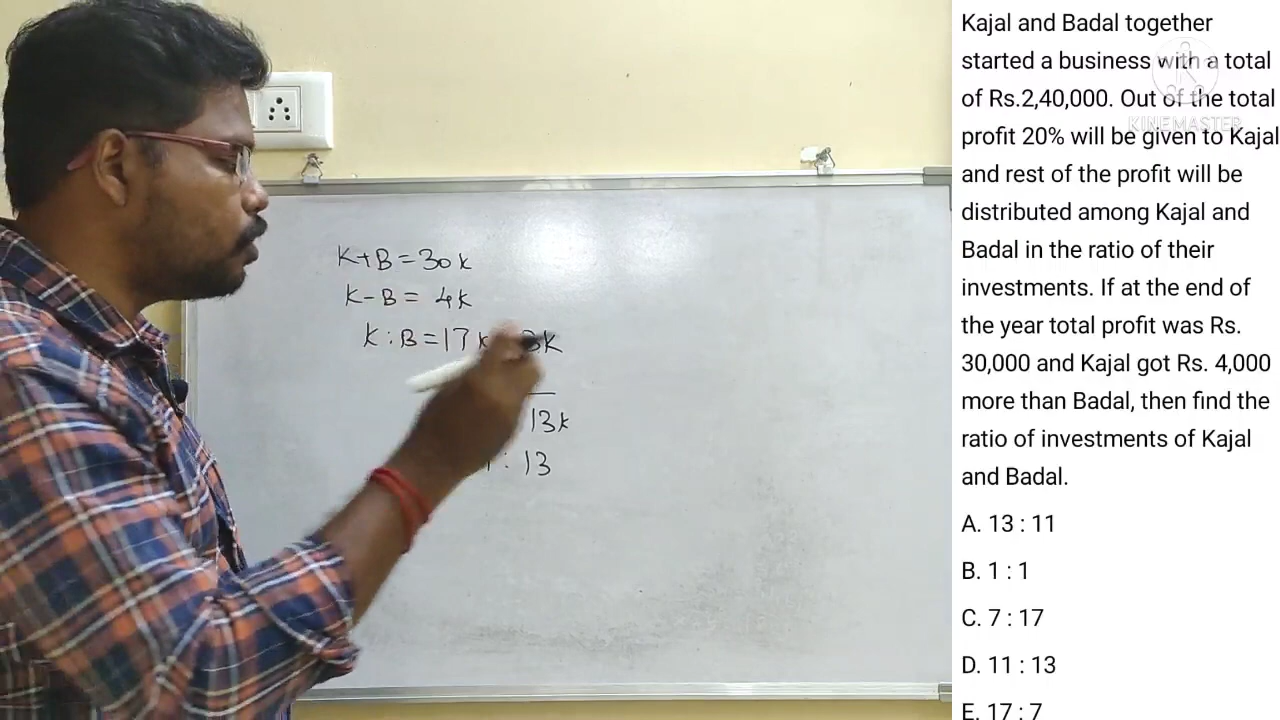 K+B=30k
K-B= 4k
K:B=17k 3k
13k
: 13
Kajal and Badal together
started a business with a total
of Rs.2,40,000. Out of the total
profit 20% will be given to Kajal
and rest of the profit will be
distributed among Kajal and
Badal in the ratio of their
investments. If at the end of
the year total profit was Rs.
30,000 and Kajal got Rs. 4,000
more than Badal, then find the
ratio of investments of Kajal
and Badal.
A. 13 : 11
B. 1 : 1
C. 7 : 17
D. 11 : 13
E. 17 : 7
KINEMASTER